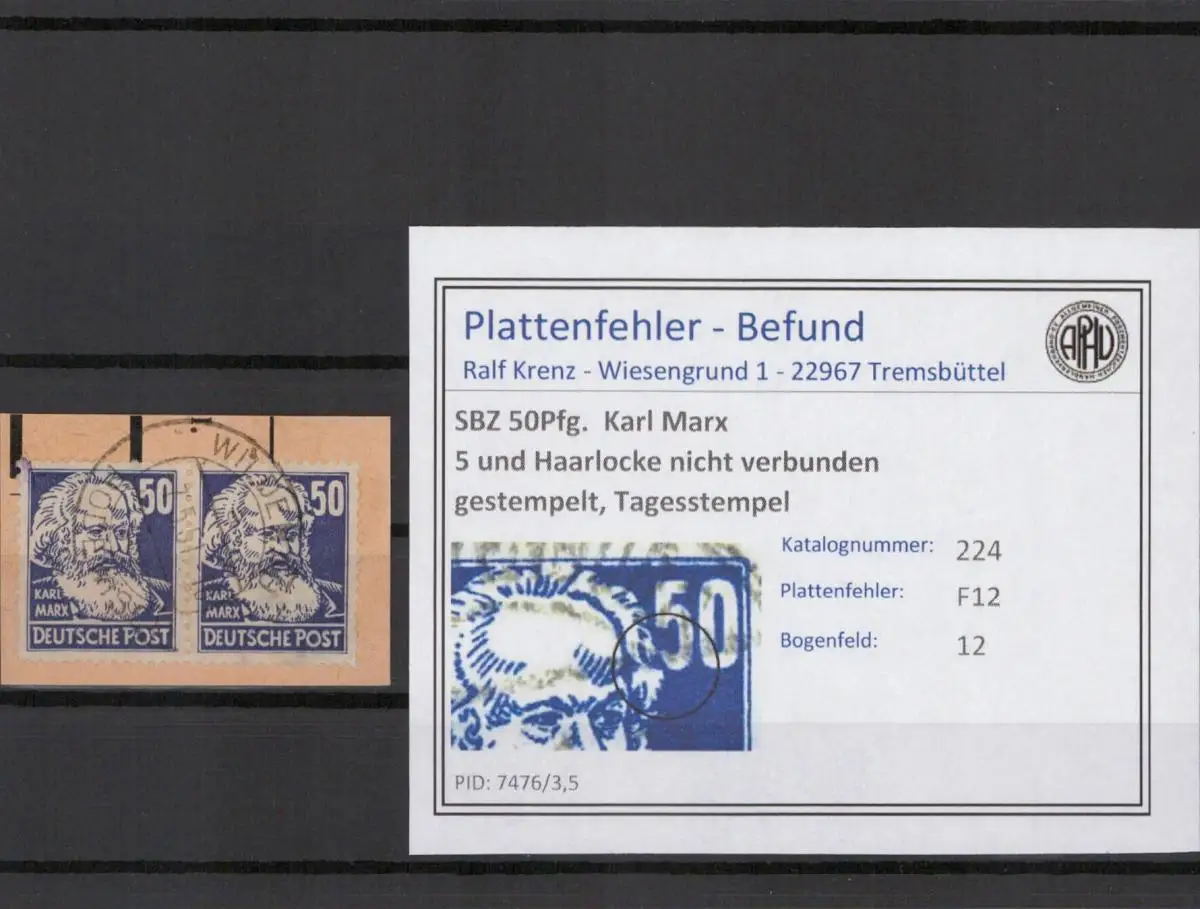 50
50
KARL
MARX
KARL
MARX
DEUTSCHE POST
DEUTSCHE POST
Plattenfehler - Befund
APHV
Ralf Krenz - Wiesengrund 1 - 22967 Tremsbüttel
SBZ 50Pfg. Karl Marx
5 und Haarlocke nicht verbunden
gestempelt, Tagesstempel
50
Katalognummer: 224
Plattenfehler: F12
Bogenfeld: 12
PID: 7476/3,5